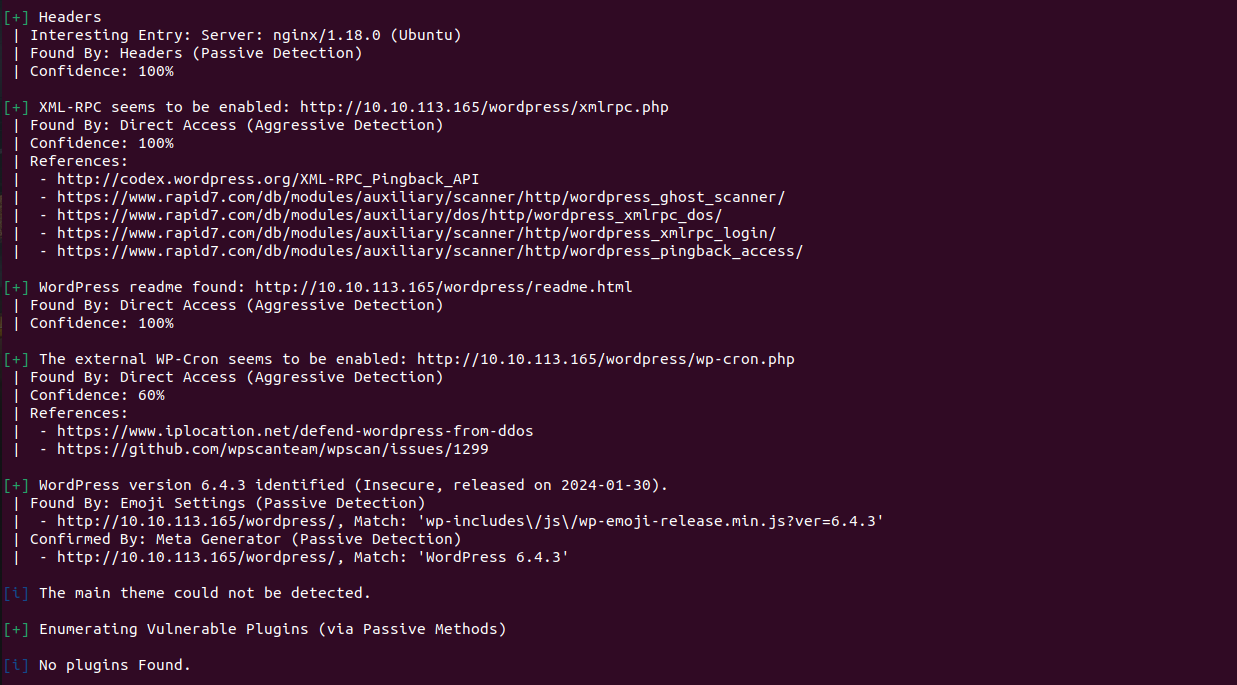 [+] Headers
 | Interesting Entry: Server: nginx/1.18.0 (Ubuntu)
 | Found By: Headers (Passive Detection)
 | Confidence: 100%

[+] XML-RPC seems to be enabled: http://10.10.113.165/wordpress/xmlrpc.php
 | Found By: Direct Access (Aggressive Detection)
 | Confidence: 100%
 | References:
 |  - http://codex.wordpress.org/XML-RPC_Pingback_API
 |  - https://www.rapid7.com/db/modules/auxiliary/scanner/http/wordpress_ghost_scanner/
 |  - https://www.rapid7.com/db/modules/auxiliary/dos/http/wordpress_xmlrpc_dos/
 |  - https://www.rapid7.com/db/modules/auxiliary/scanner/http/wordpress_xmlrpc_login/
 |  - https://www.rapid7.com/db/modules/auxiliary/scanner/http/wordpress_pingback_access/

[+] WordPress readme found: http://10.10.113.165/wordpress/readme.html
 | Found By: Direct Access (Aggressive Detection)
 | Confidence: 100%

[+] The external WP-Cron seems to be enabled: http://10.10.113.165/wordpress/wp-cron.php
 | Found By: Direct Access (Aggressive Detection)
 | Confidence: 60%
 | References:
 |  - https://www.iplocation.net/defend-wordpress-from-ddos
 |  - https://github.com/wpscanteam/wpscan/issues/1299

[+] WordPress version 6.4.3 identified (Insecure, released on 2024-01-30).
 | Found By: Emoji Settings (Passive Detection)
 |  - http://10.10.113.165/wordpress/, Match: 'wp-includes\/js\/wp-emoji-release.min.js?ver=6.4.3'
 | Confirmed By: Meta Generator (Passive Detection)
 |  - http://10.10.113.165/wordpress/, Match: 'WordPress 6.4.3'

[i] The main theme could not be detected.

[+] Enumerating Vulnerable Plugins (via Passive Methods)

[i] No plugins Found.